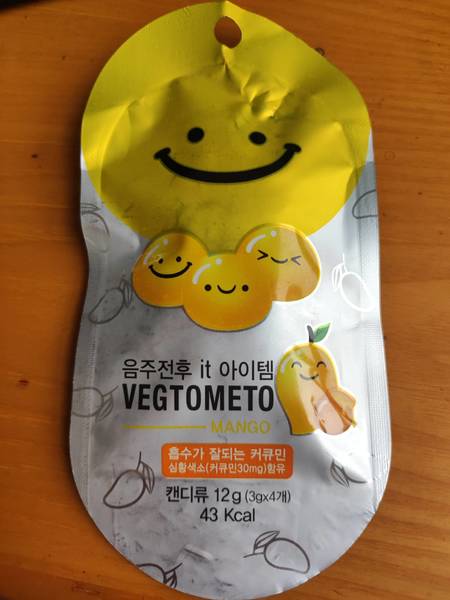 음주전후 it 아이템
VEGTOMETO
MANGO
흡수가 잘되는 커큐민
심황색소(커큐민30mg)함유
캔디류 12g (3gx4개)
43 Kcal